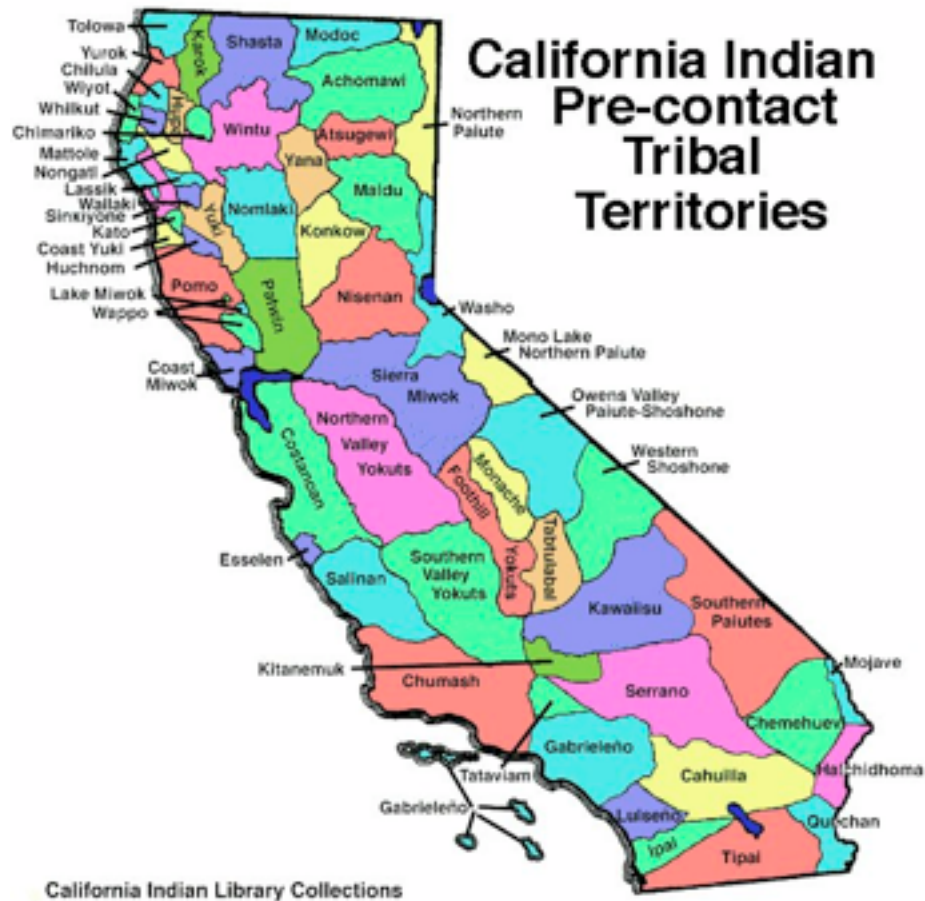 California Indian
Pre-contact
Tribal
Territories
Tolowa
Yurok
Chilula
Wiyot
Whilkut
Chimariko
Mattole
Nongatl
Lassik
Wailaki
Sinkiyone
Kato
Coast Yuki
Huchnom
Lake Miwok
Wappo
Coast
Miwok
Karok
Shasta
Modoc
Achomawi
Northern
Paiute
Hupa
Wintu
Atsugewi
Yana
Maidu
Yuki
Nomlaki
Konkow
Pomo
Patwin
Nisenan
Washo
Mono Lake
Northern Paiute
Sierra
Miwok
Owens Valley
Paiute-Shoshone
Northern
Valley
Yokuts
Costanoan
Western
Shoshone
Monache
Foothill
Yokuts
Tabtulabal
Esselen
Salinan
Southern
Valley
Yokuts
Kawaiisu
Southern
Paiutes
Kitanemuk
Chumash
Serrano
Mojave
Chemehuevi
Tataviam
Gabrieleño
Cahuilla
Halchidhoma
Gabrieleño
Luiseño
Quechan
Ipai
Tipai
California Indian Library Collections